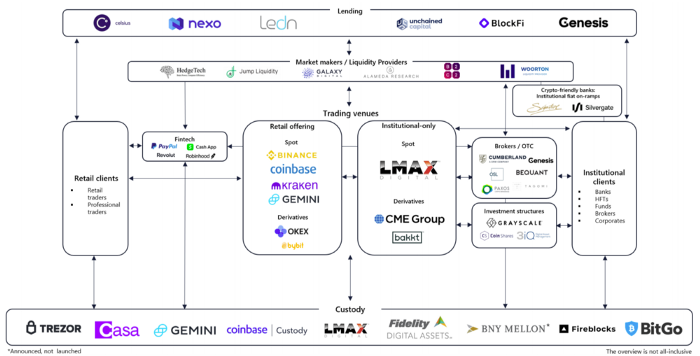 Lending
celsius
nexo
ledn
unchained
capital
BlockFi
Genesis
Market makers / Liquidity Providers
HedgeTech
Jump Liquidity
GALAXY
DIGITAL
ALAMEDA RESEARCH
B2
C2
WOORTON
Crypto-friendly banks:
Institutional fiat on-ramps
Signature
Silvergate
Trading venues
Retail clients
• Retail
traders
• Professional
traders
Fintech
PayPal
Cash App
Revolut
Robinhood
Retail offering
Spot
BINANCE
coinbase
kraken
GEMINI
Derivatives
OKEX
bybit
Institutional-only
Spot
LMAX
DIGITAL
Derivatives
CME Group
bakkt
Brokers / OTC
CUMBERLAND
Genesis
OSL
BEQUANT
PAXOS
TAGOMI
Investment structures
GRAYSCALE
CoinShares
3iQ
Institutional
clients
• Banks
• HFTs
• Funds
• Brokers
• Corporates
Custody
TREZOR
Casa
GEMINI
coinbase | Custody
LMAX
DIGITAL
Fidelity
DIGITAL ASSETS
BNY MELLON*
Fireblocks
BitGo
*Announced, not launched
The overview is not all-inclusive